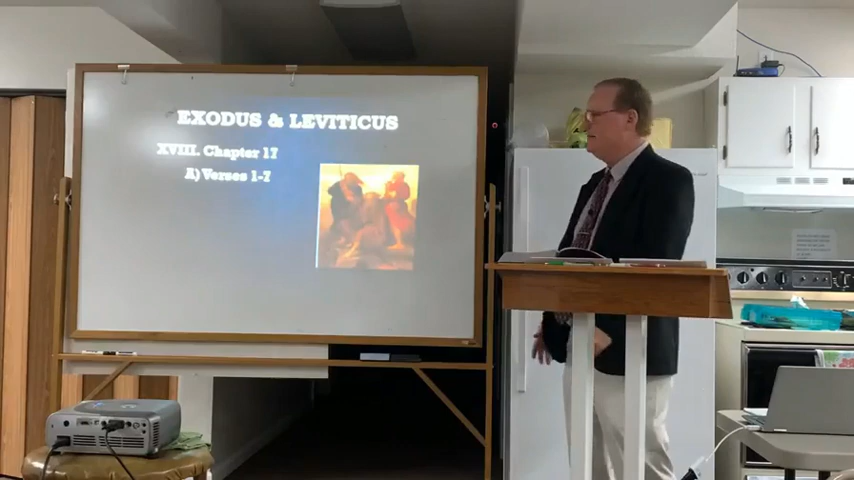 EXODUS & LEVITICUS
XVIII. Chapter 17
A) Verses 1-7